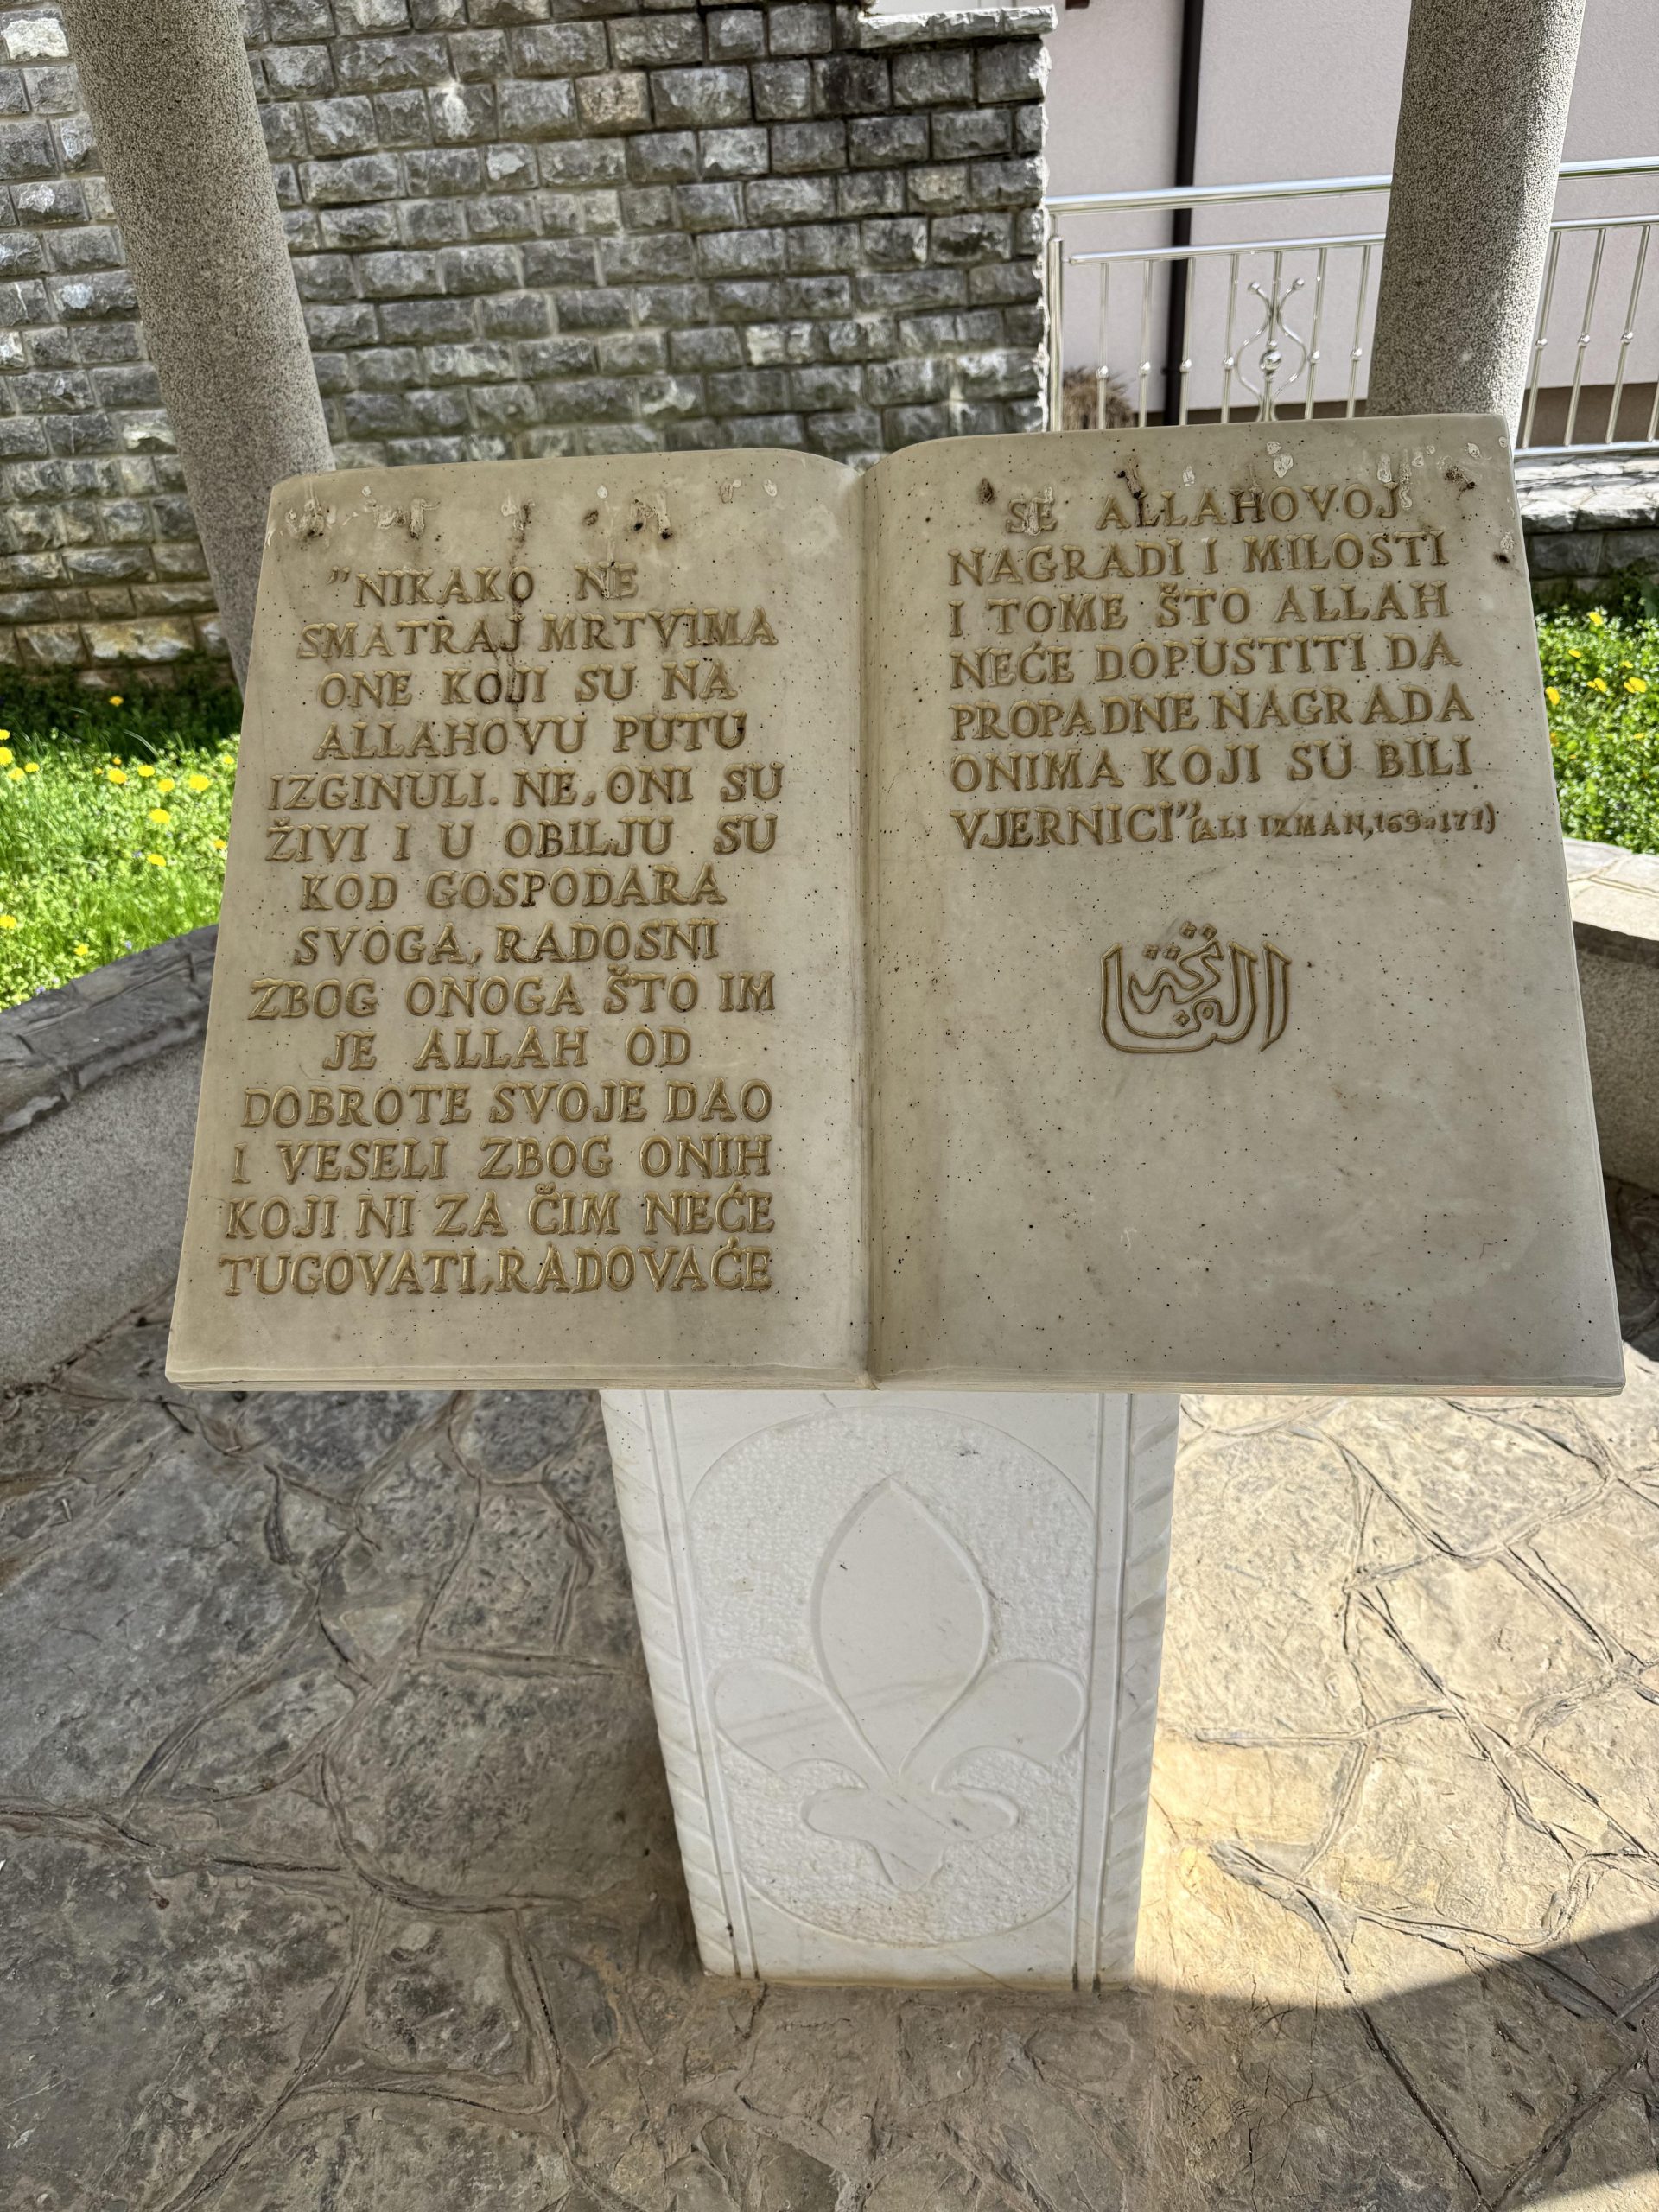 "NIKAKO NE
SMATRAJ MRTVIMA
ONE KOJI SU NA
ALLAHOVU PUTU
IZGINULI. NE, ONI SU
ŽIVI I U OBILJU SU
KOD GOSPODARA
SVOGA, RADOSNI
ZBOG ONOGA ŠTO IM
JE ALLAH OD
DOBROTE SVOJE DAO
I VESELI ZBOG ONIH
KOJI NI ZA ČIM NEĆE
TUGOVATI, RADOVAĆE
SE ALLAHOVOJ
NAGRADI I MILOSTI
I TOME ŠTO ALLAH
NEĆE DOPUSTITI DA
PROPADNE NAGRADA
ONIMA KOJI SU BILI
VJERNICI" (ALI IZMAN, 169-171)
الفاتحة